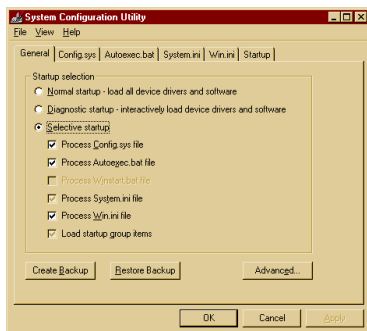 System Configuration Utility
File View Help
General Config.sys Autoexec.bat System.ini Win.ini Startup
Startup selection
Normal startup - load all device drivers and software
Diagnostic startup - interactively load device drivers and software
Selective startup
Process Config.sys file
Process Autoexec.bat file
Process Winstart.bat file
Process System.ini file
Process Win.ini file
Load startup group items
Create Backup Restore Backup Advanced...
OK Cancel Apply